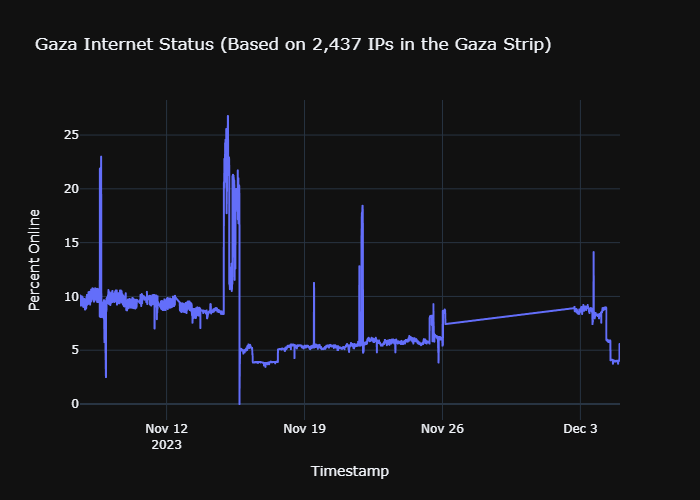 Gaza Internet Status (Based on 2,437 IPs in the Gaza Strip)
Percent Online
25
20
15
10
5
0
Nov 12
2023
Nov 19
Nov 26
Dec 3
Timestamp